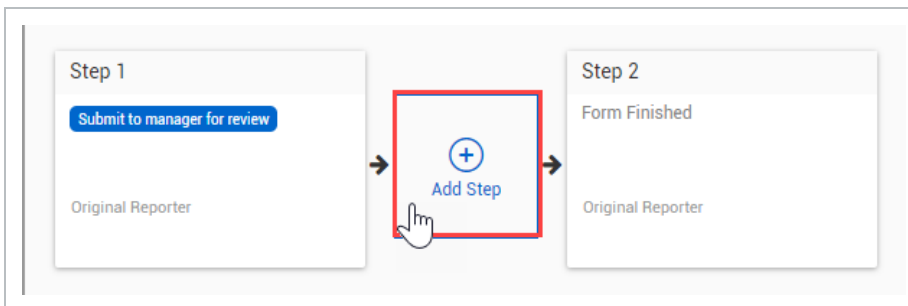 Step 1
Submit to manager for review
Original Reporter
Add Step
Step 2
Form Finished
Original Reporter